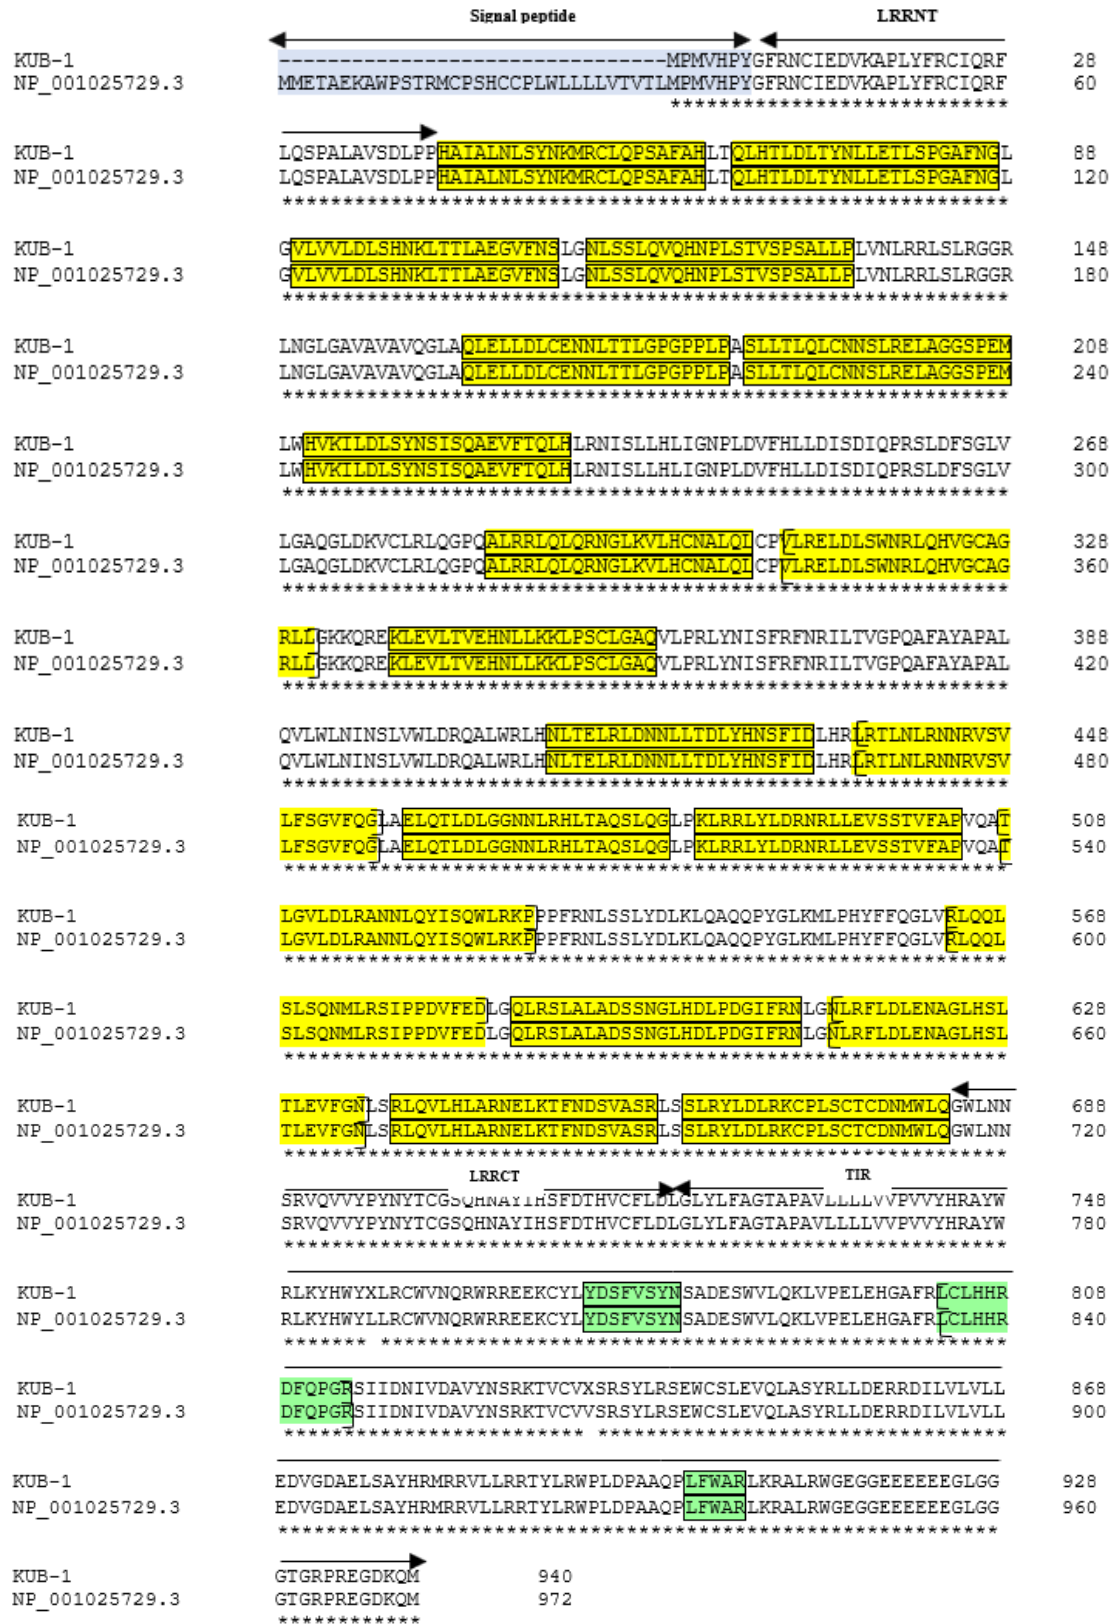 Signal peptide LRRNT
KUB-1 --------------------------------MPMVHPYGFRNCIEDVKAPLYFRCIQRF 28
NP_001025729.3 MMETAEKAWPSTRMCPSHCCPLWLLLLVTVTLMPMVHPYGFRNCIEDVKAPLYFRCIQRF 60
****************************
KUB-1 LQSPALAVSDLPPHAIALNLSYNKMRCLQPSAFAHLTQLHTLDLTYNLLETLSPGAFNGL 88
NP_001025729.3 LQSPALAVSDLPPHAIALNLSYNKMRCLQPSAFAHLTQLHTLDLTYNLLETLSPGAFNGL 120
************************************************************
KUB-1 GVLVVLDLSHNKLTTLAEGVFNSLGNLSSLQVQHNPLSTVSPSALLPLVNLRRLSLRGGR 148
NP_001025729.3 GVLVVLDLSHNKLTTLAEGVFNSLGNLSSLQVQHNPLSTVSPSALLPLVNLRRLSLRGGR 180
************************************************************
KUB-1 LNGLGAVAVAVQGLAQLELLDLCENNLTTLGPGPPLPASLLTLQLCNNSLRELAGGSPEM 208
NP_001025729.3 LNGLGAVAVAVQGLAQLELLDLCENNLTTLGPGPPLPASLLTLQLCNNSLRELAGGSPEM 240
************************************************************
KUB-1 LWHVKILDLSYNSISQAEVFTQLHLRNISLLHLIGNPLDVFHLLDISDIQPRSLDFSGLV 268
NP_001025729.3 LWHVKILDLSYNSISQAEVFTQLHLRNISLLHLIGNPLDVFHLLDISDIQPRSLDFSGLV 300
************************************************************
KUB-1 LGAQGLDKVCLRLQGPQALRRLQLQRNGLKVLHCNALQLCPVLRELDLSWNRLQHVGCAG 328
NP_001025729.3 LGAQGLDKVCLRLQGPQALRRLQLQRNGLKVLHCNALQLCPVLRELDLSWNRLQHVGCAG 360
************************************************************
KUB-1 RLLGKKQREKLEVLTVEHNLLKKLPSCLGAQVLPRLYNISFRFNRILTVGPQAFAYAPAL 388
NP_001025729.3 RLLGKKQREKLEVLTVEHNLLKKLPSCLGAQVLPRLYNISFRFNRILTVGPQAFAYAPAL 420
************************************************************
KUB-1 QVLWLNINSLVWLDRQALWRLHNLTELRLDNNLLTDLYHNSFIDLHRLRTLNLRNNRVSV 448
NP_001025729.3 QVLWLNINSLVWLDRQALWRLHNLTELRLDNNLLTDLYHNSFIDLHRLRTLNLRNNRVSV 480
************************************************************
KUB-1 LFSGVFQGLAELQTLDLGGNNLRHLTAQSLQGLPKLRRLYLDRNRLLEVSSTVFAPVQAT 508
NP_001025729.3 LFSGVFQGLAELQTLDLGGNNLRHLTAQSLQGLPKLRRLYLDRNRLLEVSSTVFAPVQAT 540
************************************************************
KUB-1 LGVLDLRANNLQYISQWLRKPPPFRNLSSLYDLKLQAQQPYGLKMLPHYFFQGLVRLQQL 568
NP_001025729.3 LGVLDLRANNLQYISQWLRKPPPFRNLSSLYDLKLQAQQPYGLKMLPHYFFQGLVRLQQL 600
************************************************************
KUB-1 SLSQNMLRSIPPDVFEDLGQLRSLALADSSNGLHDLPDGIFRNLGNLRFLDLENAGLHSL 628
NP_001025729.3 SLSQNMLRSIPPDVFEDLGQLRSLALADSSNGLHDLPDGIFRNLGNLRFLDLENAGLHSL 660
************************************************************
KUB-1 TLEVFGNLSRLQVLHLARNELKTFNDSVASRLSSLRYLDLRKCPLSCTCDNMWLQGWLNN 688
NP_001025729.3 TLEVFGNLSRLQVLHLARNELKTFNDSVASRLSSLRYLDLRKCPLSCTCDNMWLQGWLNN 720
************************************************************
LRRCT TIR
KUB-1 SRVQVVYPYNYTCGSQHNAYIHSFDTHVCFLDLGLYLFAGTAPAVLLLLVVPVVYHRAYW 748
NP_001025729.3 SRVQVVYPYNYTCGSQHNAYIHSFDTHVCFLDLGLYLFAGTAPAVLLLLVVPVVYHRAYW 780
************************************************************
KUB-1 RLKYHWYXLRCWVNQRWRREEKCYLYDSFVSYNSADESWVLQKLVPELEHGAFRLCLHHR 808
NP_001025729.3 RLKYHWYLLRCWVNQRWRREEKCYLYDSFVSYNSADESWVLQKLVPELEHGAFRLCLHHR 840
******* ****************************************************
KUB-1 DFQPGRSIIDNIVDAVYNSRKTVCVXSRSYLRSEWCSLEVQLASYRLLDERRDILVLVLL 868
NP_001025729.3 DFQPGRSIIDNIVDAVYNSRKTVCVVSRSYLRSEWCSLEVQLASYRLLDERRDILVLVLL 900
************************* **********************************
KUB-1 EDVGDAELSAYHRMRRVLLRRTYLRWPLDPAAQPLFWARLKRALRWGEGGEEEEEEGLGG 928
NP_001025729.3 EDVGDAELSAYHRMRRVLLRRTYLRWPLDPAAQPLFWARLKRALRWGEGGEEEEEEGLGG 960
************************************************************
KUB-1 GTGRPREGDKQM 940
NP_001025729.3 GTGRPREGDKQM 972
************